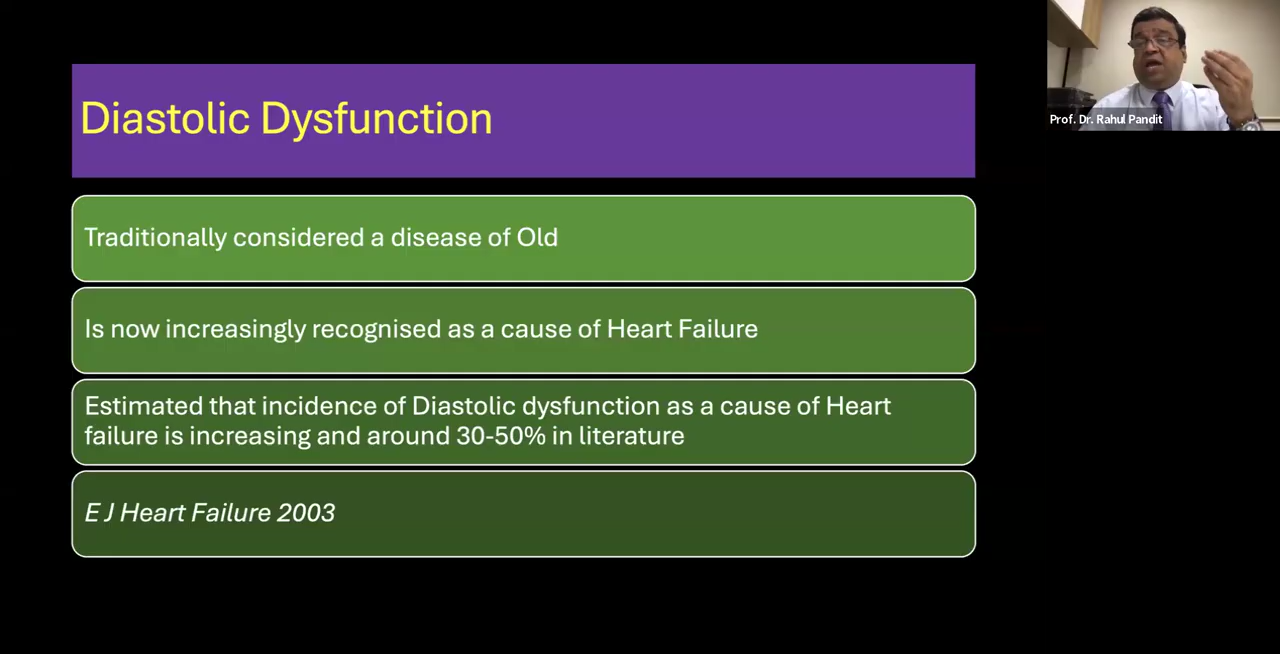 Diastolic Dysfunction
Prof. Dr. Rahul Pandit
Traditionally considered a disease of Old
Is now increasingly recognised as a cause of Heart Failure
Estimated that incidence of Diastolic dysfunction as a cause of Heart
failure is increasing and around 30-50% in literature
E J Heart Failure 2003